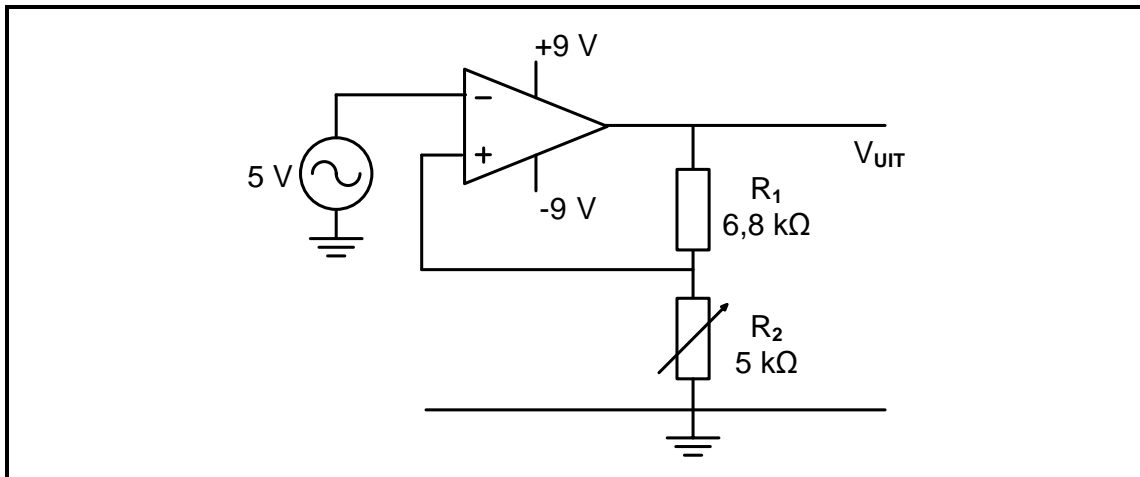 +9 V
−
+
5 V
-9 V
V_UIT
R₁
6,8 kΩ
R₂
5 kΩ